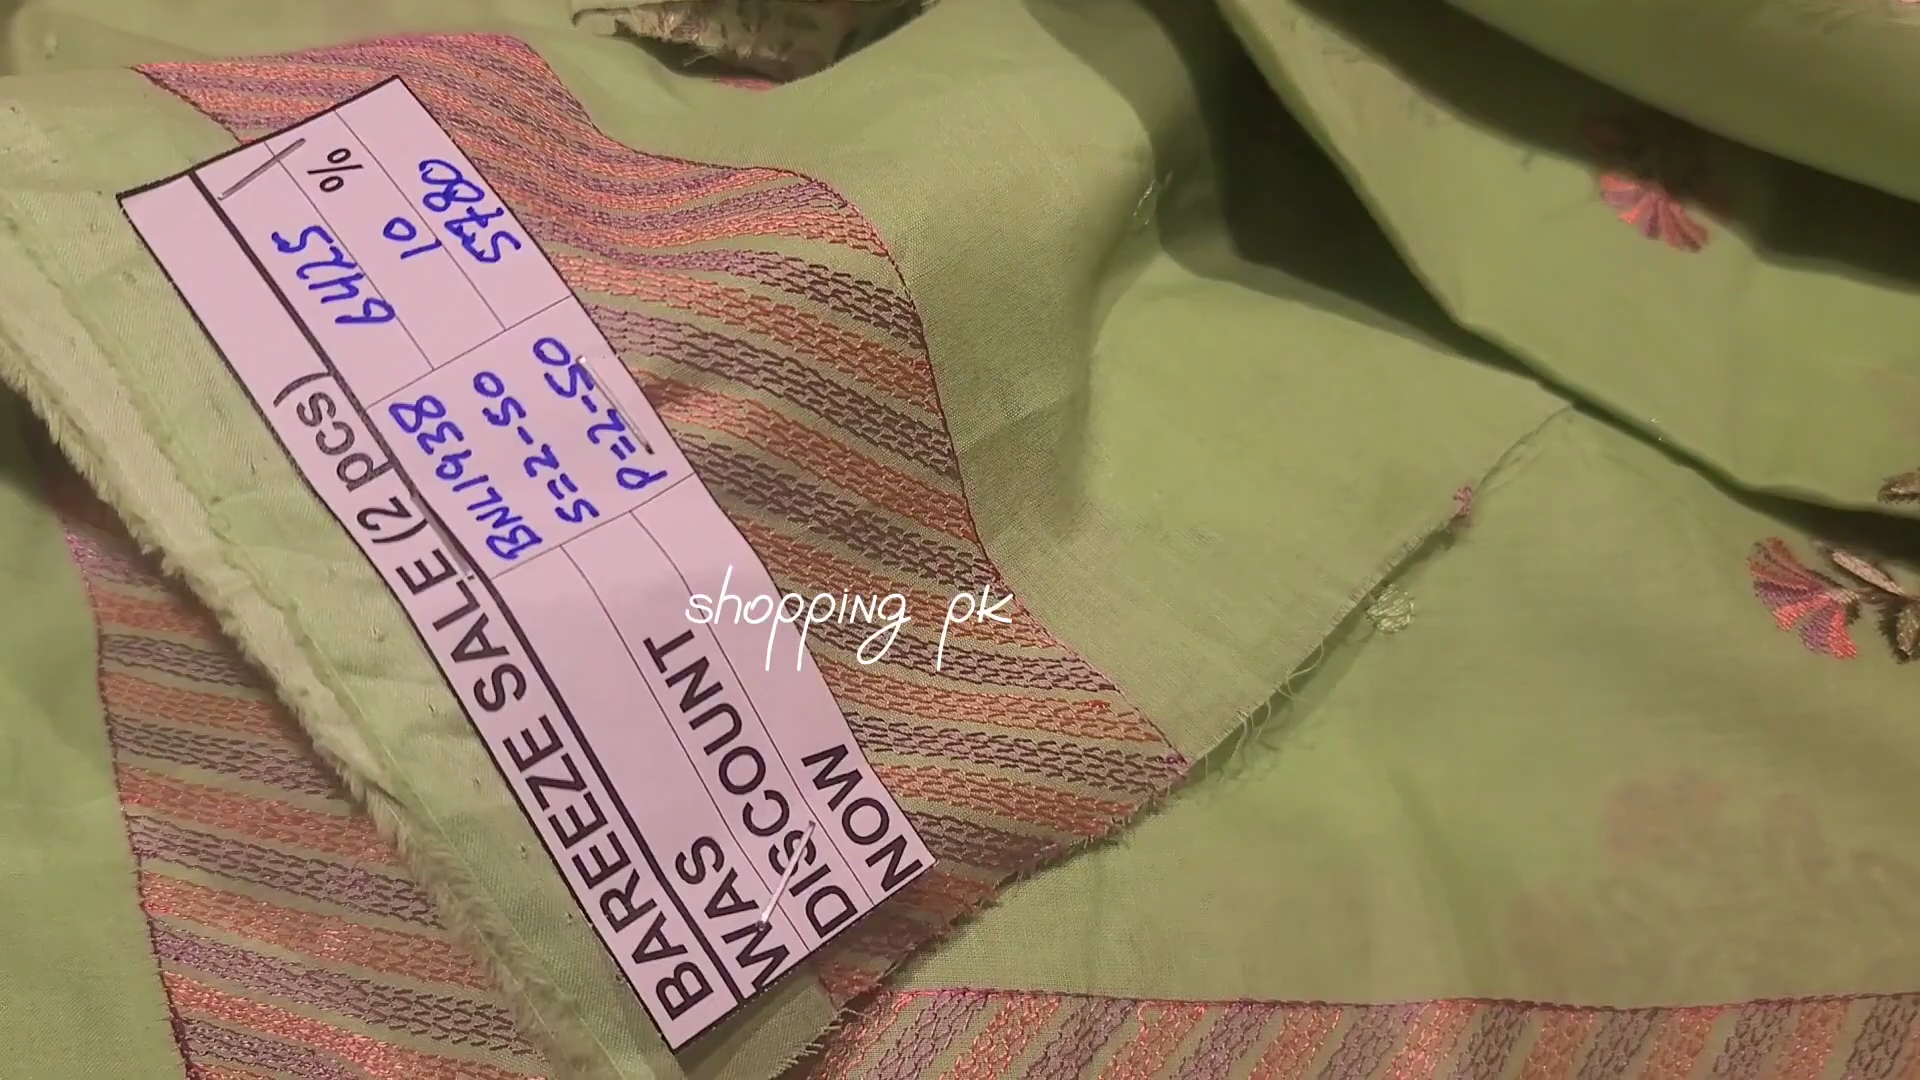 BAREEZE SALE (2 pcs)
WAS BNL1938 6425
DISCOUNT S=2-50 10 %
NOW P=2-50 5780
shopping pk